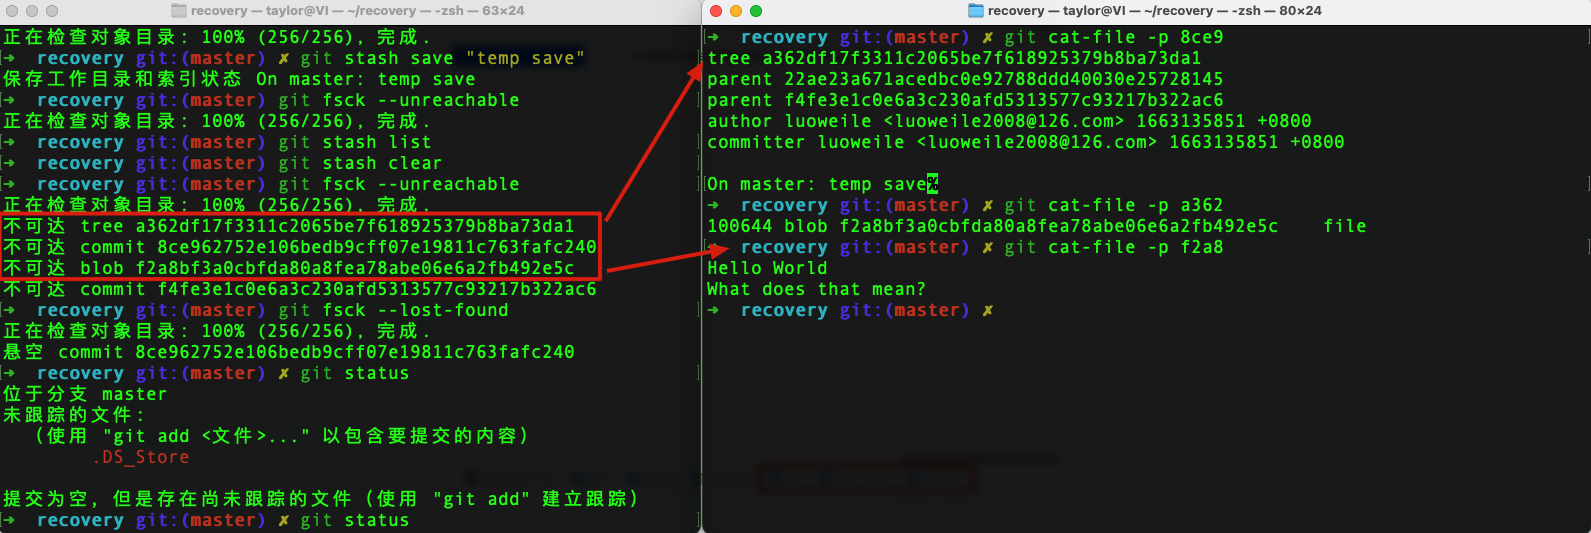 recovery — taylor@VI — ~/recovery — -zsh — 63×24
正在检查对象目录: 100% (256/256), 完成.
➜  recovery git:(master) ✗ git stash save "temp save"
保存工作目录和索引状态 On master: temp save
➜  recovery git:(master) git fsck --unreachable
正在检查对象目录: 100% (256/256), 完成.
➜  recovery git:(master) git stash list
➜  recovery git:(master) git stash clear
➜  recovery git:(master) git fsck --unreachable
正在检查对象目录: 100% (256/256), 完成.
不可达 tree a362df17f3311c2065be7f618925379b8ba73da1
不可达 commit 8ce962752e106bedb9cff07e19811c763fafc240
不可达 blob f2a8bf3a0cbfda80a8fea78abe06e6a2fb492e5c
不可达 commit f4fe3e1c0e6a3c230afd5313577c93217b322ac6
➜  recovery git:(master) git fsck --lost-found
正在检查对象目录: 100% (256/256), 完成.
悬空 commit 8ce962752e106bedb9cff07e19811c763fafc240
➜  recovery git:(master) ✗ git status
位于分支 master
未跟踪的文件:
（使用 "git add <文件>..." 以包含要提交的内容）
.DS_Store
提交为空，但是存在尚未跟踪的文件（使用 "git add" 建立跟踪）
➜  recovery git:(master) ✗ git status
recovery — taylor@VI — ~/recovery — -zsh — 80×24
➜  recovery git:(master) ✗ git cat-file -p 8ce9
tree a362df17f3311c2065be7f618925379b8ba73da1
parent 22ae23a671acedbc0e92788ddd40030e25728145
parent f4fe3e1c0e6a3c230afd5313577c93217b322ac6
author luoweile <luoweile2008@126.com> 1663135851 +0800
committer luoweile <luoweile2008@126.com> 1663135851 +0800
On master: temp save%
➜  recovery git:(master) ✗ git cat-file -p a362
100644 blob f2a8bf3a0cbfda80a8fea78abe06e6a2fb492e5c    file
➜  recovery git:(master) ✗ git cat-file -p f2a8
Hello World
What does that mean?
➜  recovery git:(master) ✗